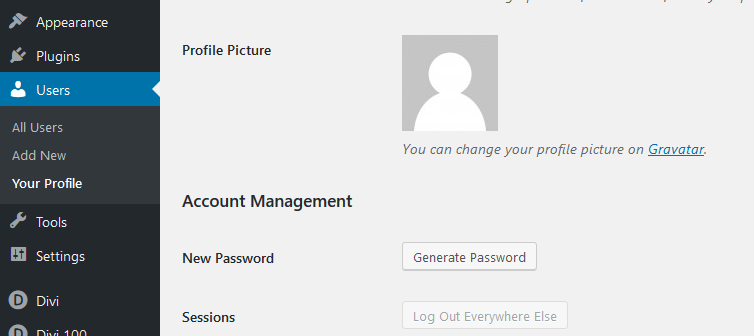 Appearance
Plugins
Users
All Users
Add New
Your Profile
Tools
Settings
D Divi
D Divi 100
Profile Picture
You can change your profile picture on Gravatar.
Account Management
New Password
Generate Password
Sessions
Log Out Everywhere Else